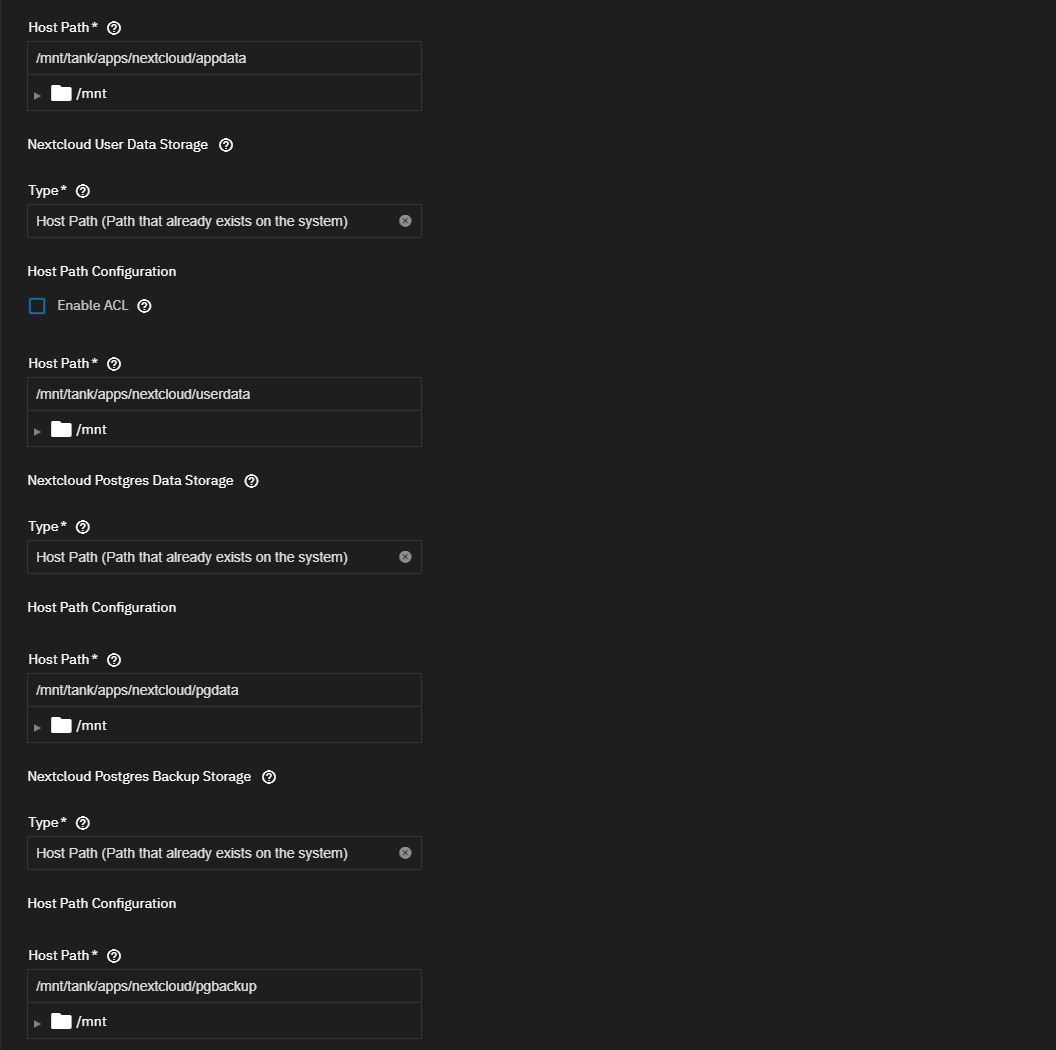 Host Path *
/mnt/tank/apps/nextcloud/appdata
/mnt
Nextcloud User Data Storage
Type *
Host Path (Path that already exists on the system)
Host Path Configuration
Enable ACL
Host Path *
/mnt/tank/apps/nextcloud/userdata
/mnt
Nextcloud Postgres Data Storage
Type *
Host Path (Path that already exists on the system)
Host Path Configuration
Host Path *
/mnt/tank/apps/nextcloud/pgdata
/mnt
Nextcloud Postgres Backup Storage
Type *
Host Path (Path that already exists on the system)
Host Path Configuration
Host Path *
/mnt/tank/apps/nextcloud/pgbackup
/mnt